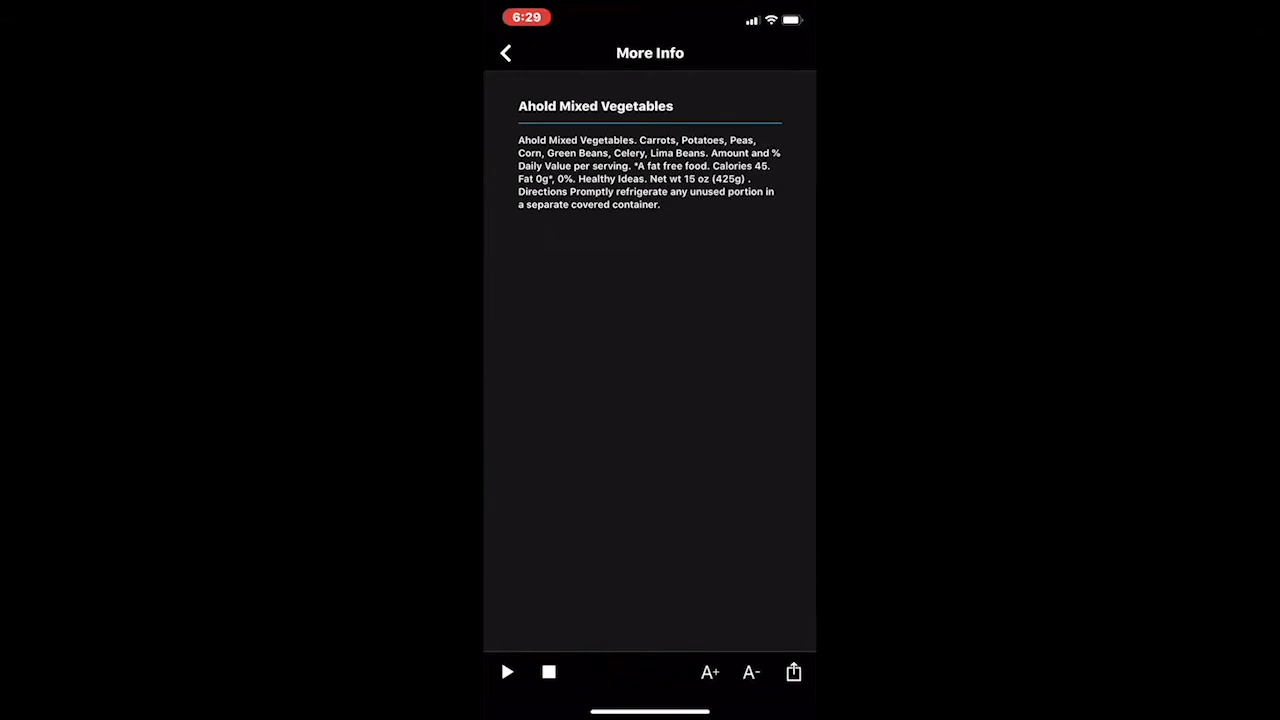 6:29
More Info
Ahold Mixed Vegetables
Ahold Mixed Vegetables. Carrots, Potatoes, Peas,
Corn, Green Beans, Celery, Lima Beans. Amount and %
Daily Value per serving. *A fat free food. Calories 45.
Fat 0g*, 0%. Healthy Ideas. Net wt 15 oz (425g) .
Directions Promptly refrigerate any unused portion in
a separate covered container.
A+ A-